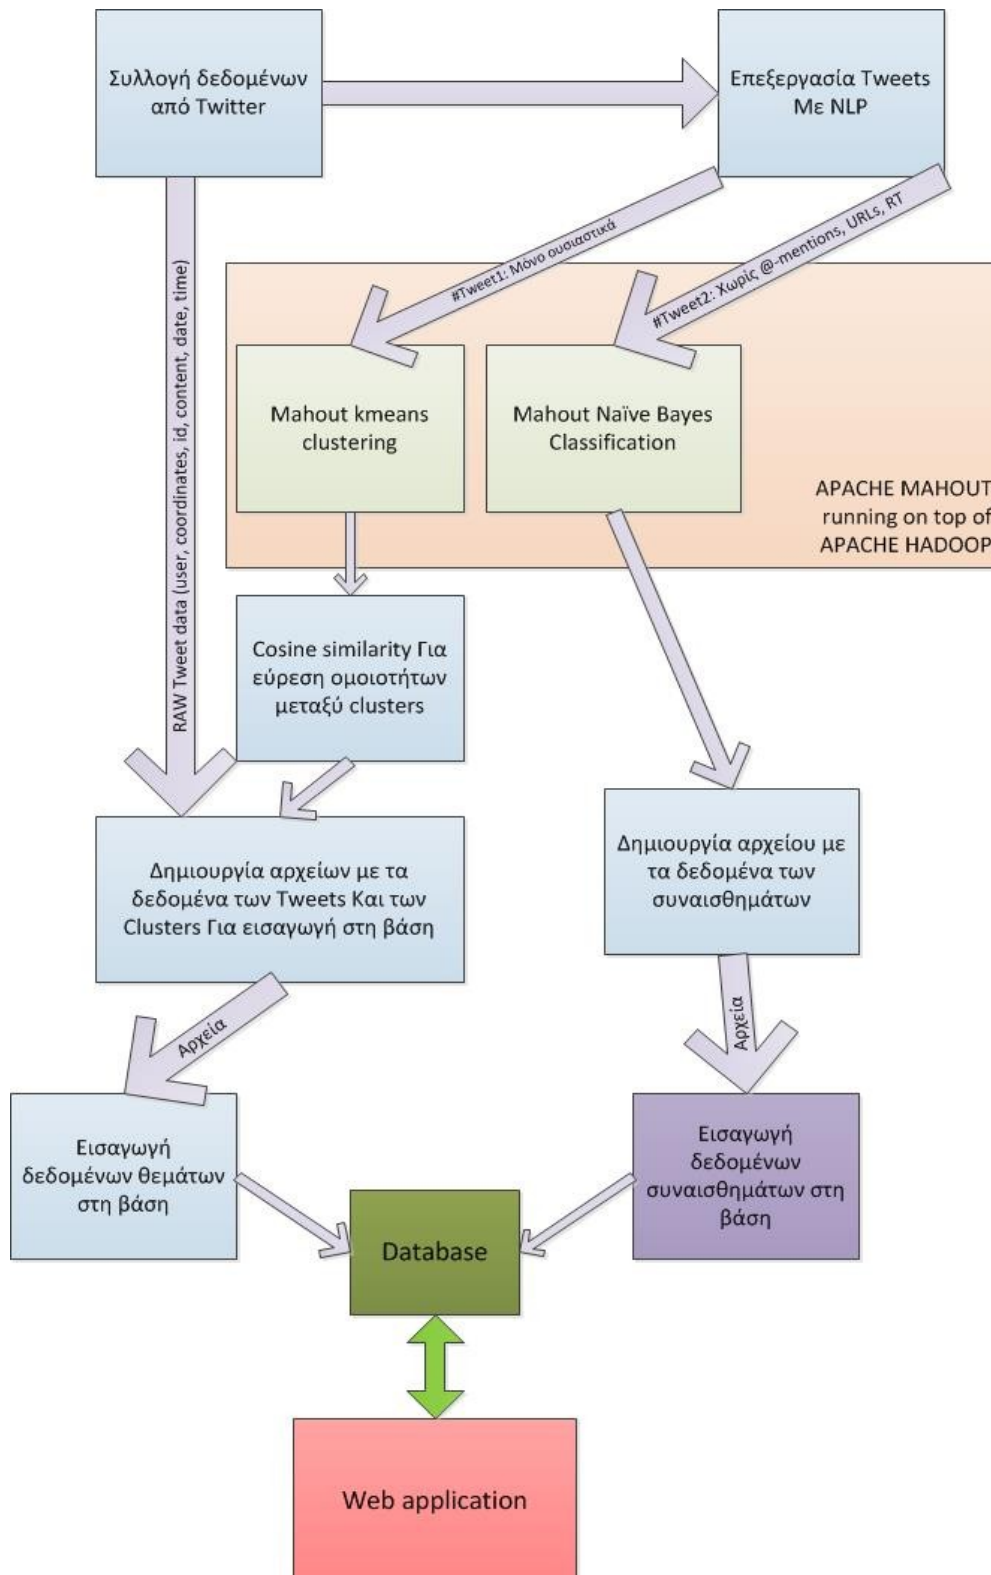 Συλλογή δεδομένων
από Twitter
Επεξεργασία Tweets
Με NLP
#Tweet1: Μόνο ουσιαστικά
#Tweet2: Χωρίς @-mentions, URLs, RT
RAW Tweet data (user, coordinates, id, content, date, time)
Mahout kmeans
clustering
Mahout Naïve Bayes
Classification
APACHE MAHOUT
running on top of
APACHE HADOOP
Cosine similarity Για
εύρεση ομοιοτήτων
μεταξύ clusters
Δημιουργία αρχείων με τα
δεδομένα των Tweets Και των
Clusters Για εισαγωγή στη βάση
Δημιουργία αρχείου με
τα δεδομένα των
συναισθημάτων
Αρχεία
Αρχεία
Εισαγωγή
δεδομένων θεμάτων
στη βάση
Εισαγωγή
δεδομένων
συναισθημάτων στη
βάση
Database
Web application